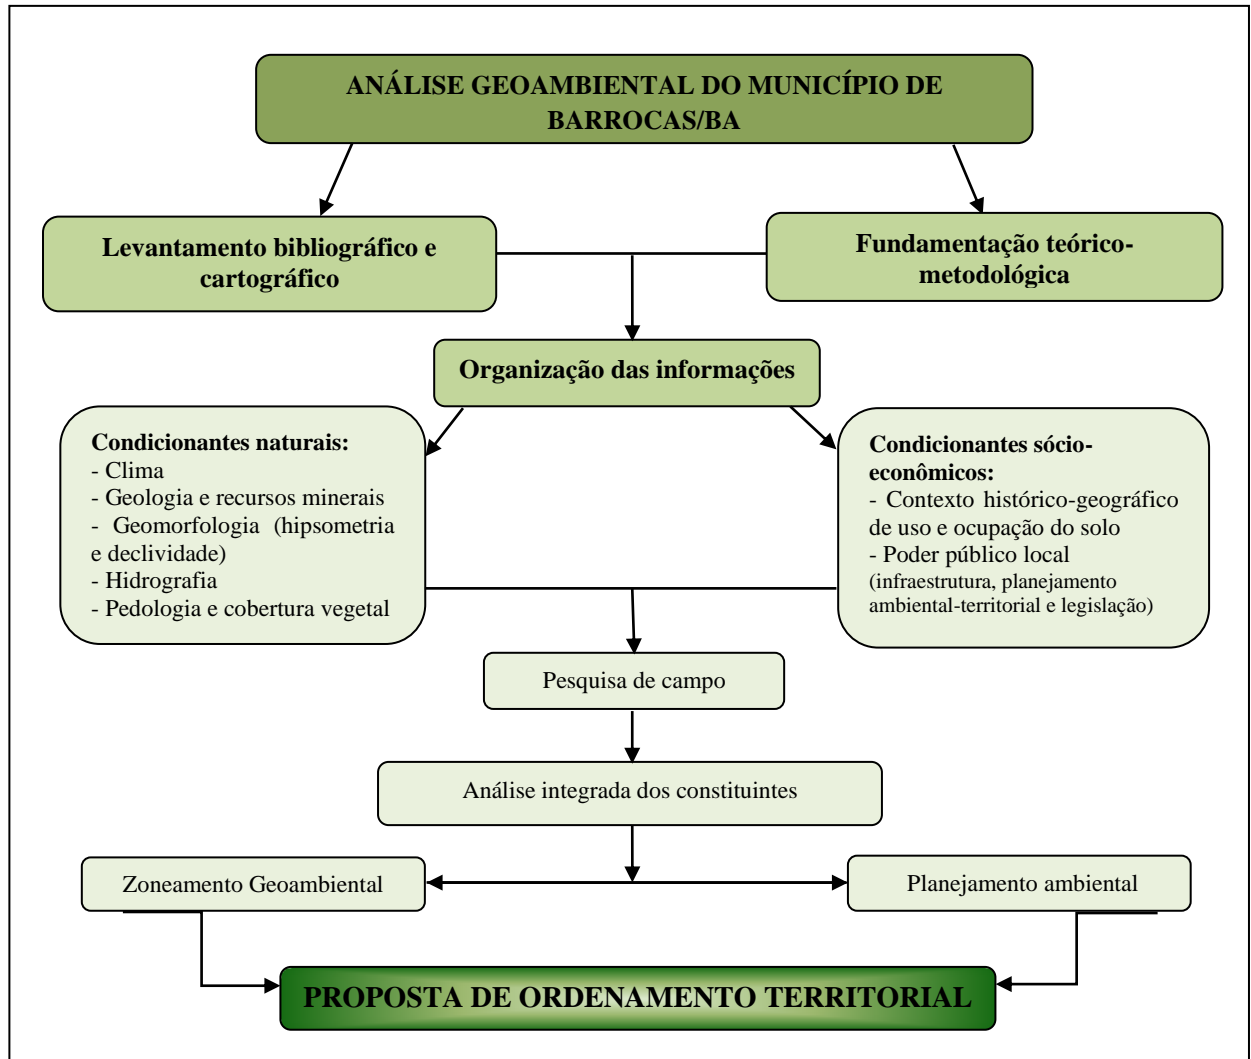 ANÁLISE GEOAMBIENTAL DO MUNICÍPIO DE
BARROCAS/BA
Levantamento bibliográfico e
cartográfico
Fundamentação teórico-
metodológica
Organização das informações
Condicionantes naturais:
- Clima
- Geologia e recursos minerais
- Geomorfologia (hipsometria
e declividade)
- Hidrografia
- Pedologia e cobertura vegetal
Condicionantes sócio-
econômicos:
- Contexto histórico-geográfico
de uso e ocupação do solo
- Poder público local
(infraestrutura, planejamento
ambiental-territorial e legislação)
Pesquisa de campo
Análise integrada dos constituintes
Zoneamento Geoambiental
Planejamento ambiental
PROPOSTA DE ORDENAMENTO TERRITORIAL